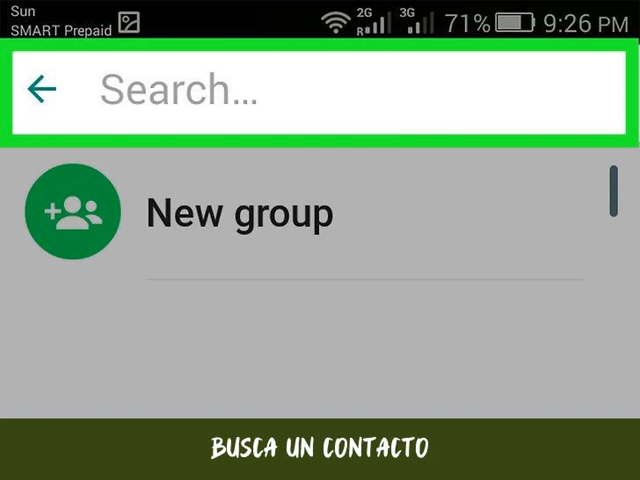 Sun
SMART Prepaid
2G
R
3G
71%
9:26 PM
Search...
New group
BUSCA UN CONTACTO